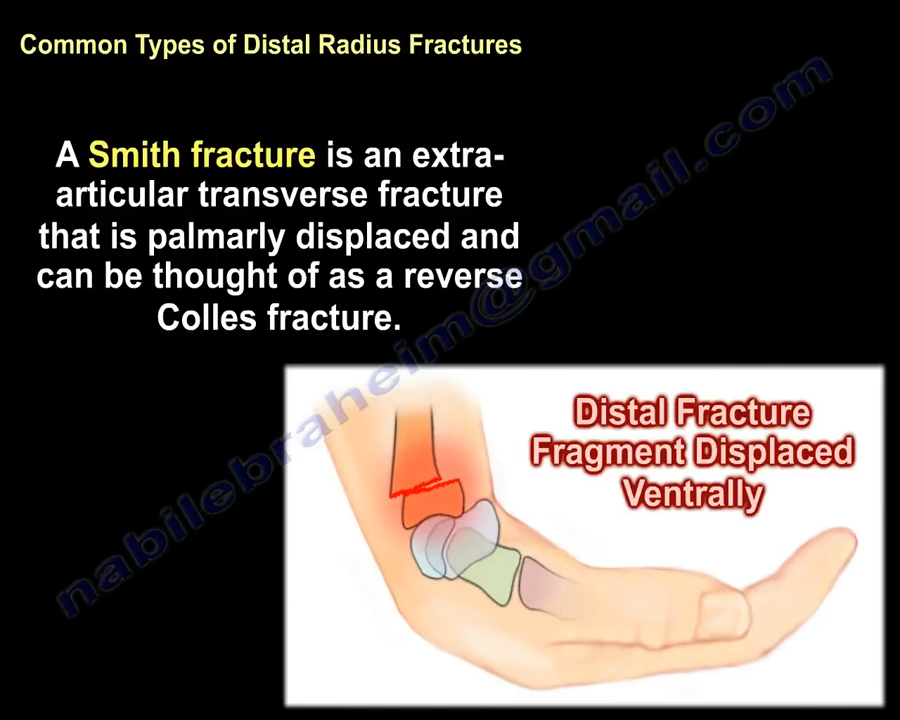 Common Types of Distal Radius Fractures
A Smith fracture is an extra-
articular transverse fracture
that is palmarly displaced and
can be thought of as a reverse
Colles fracture.
Distal Fracture
Fragment Displaced
Ventrally
nabilebraheim@gmail.com